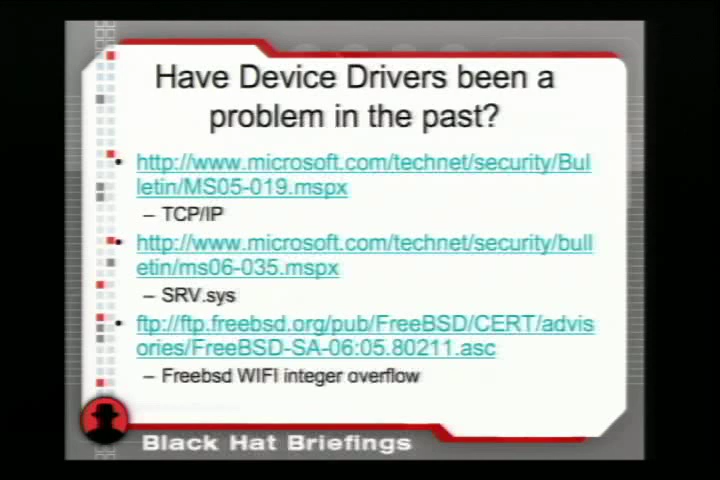 Have Device Drivers been a
problem in the past?
• http://www.microsoft.com/technet/security/Bul
letin/MS05-019.mspx
– TCP/IP
• http://www.microsoft.com/technet/security/bull
etin/ms06-035.mspx
– SRV.sys
• ftp://ftp.freebsd.org/pub/FreeBSD/CERT/advis
ories/FreeBSD-SA-06:05.80211.asc
– Freebsd WIFI integer overflow
Black Hat Briefings